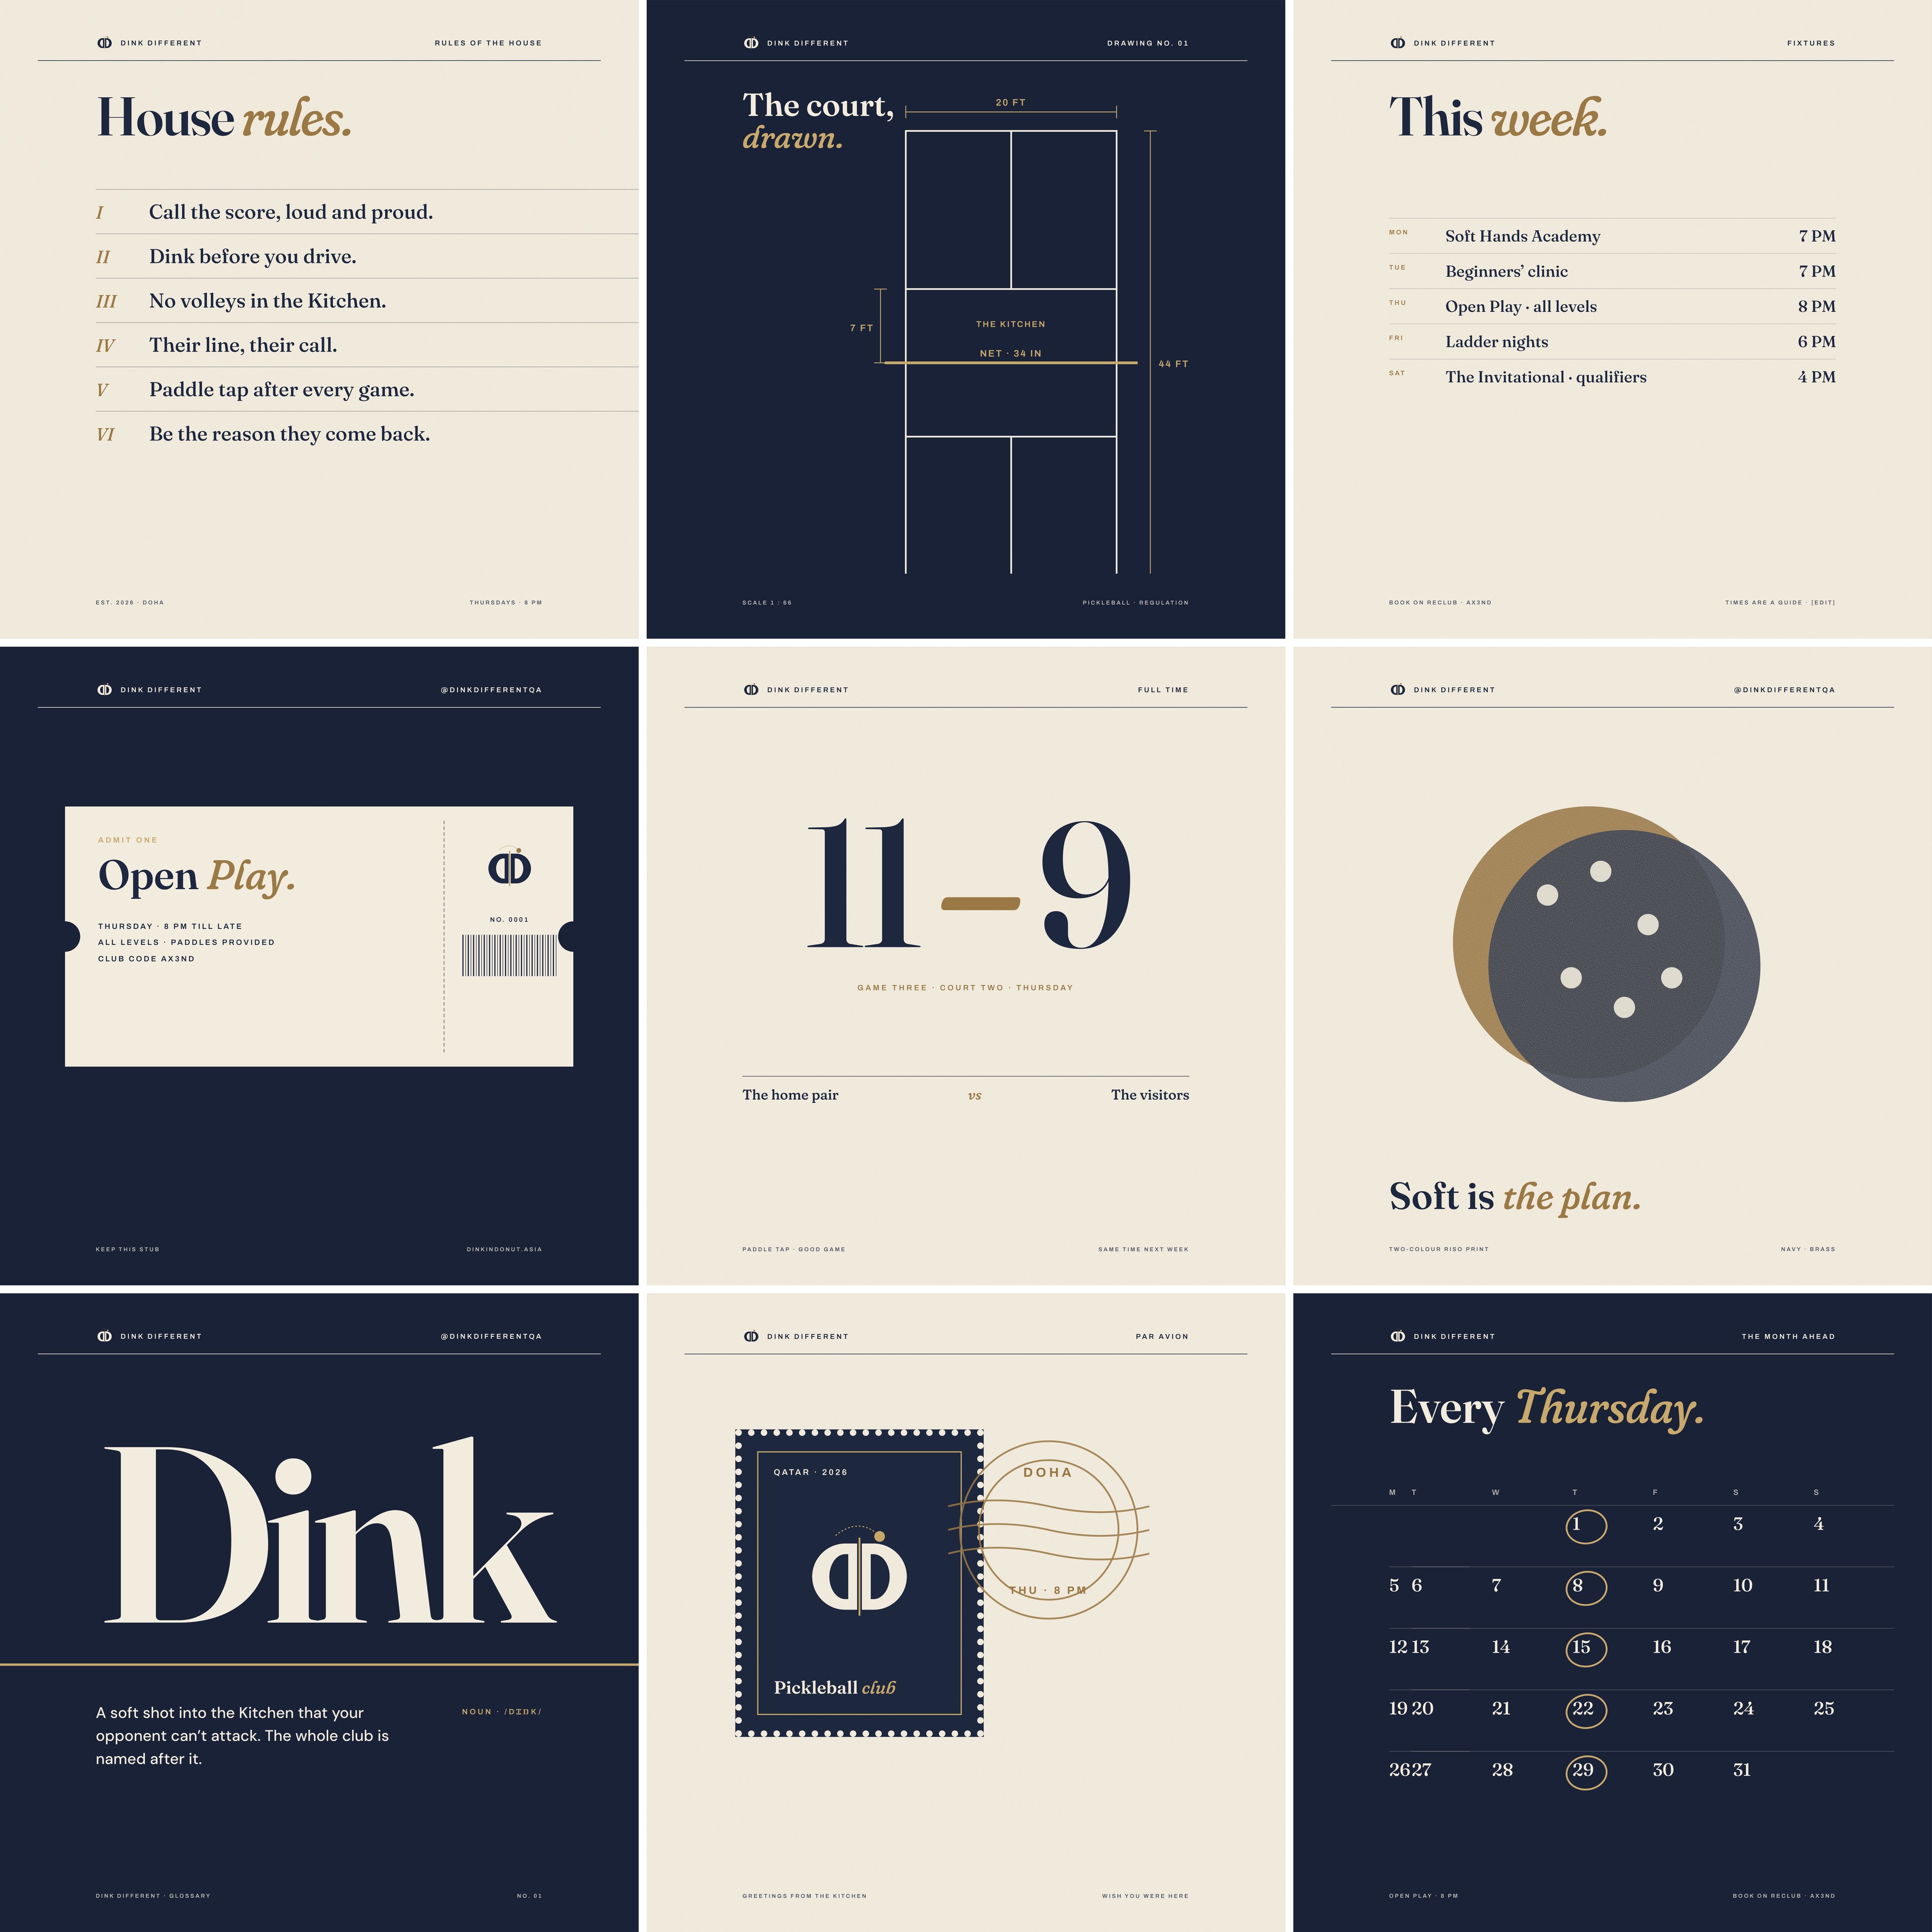 DINK DIFFERENT
RULES OF THE HOUSE
House rules.
I Call the score, loud and proud.
II Dink before you drive.
III No volleys in the Kitchen.
IV Their line, their call.
V Paddle tap after every game.
VI Be the reason they come back.
EST. 2026 · DOHA
THURSDAYS · 8 PM
DINK DIFFERENT
DRAWING NO. 01
The court,
drawn.
20 FT
7 FT
THE KITCHEN
NET · 34 IN
44 FT
SCALE 1 : 66
PICKLEBALL · REGULATION
DINK DIFFERENT
FIXTURES
This week.
MON Soft Hands Academy 7 PM
TUE Beginners’ clinic 7 PM
THU Open Play · all levels 8 PM
FRI Ladder nights 6 PM
SAT The Invitational · qualifiers 4 PM
BOOK ON RECLUB · AX3ND
TIMES ARE A GUIDE · [EDIT]
DINK DIFFERENT
@DINKDIFFERENTQA
ADMIT ONE
Open Play.
THURSDAY · 8 PM TILL LATE
ALL LEVELS · PADDLES PROVIDED
CLUB CODE AX3ND
NO. 0001
KEEP THIS STUB
DINKINDONUT.ASIA
DINK DIFFERENT
FULL TIME
11 – 9
GAME THREE · COURT TWO · THURSDAY
The home pair vs The visitors
PADDLE TAP · GOOD GAME
SAME TIME NEXT WEEK
DINK DIFFERENT
@DINKDIFFERENTQA
Soft is the plan.
TWO-COLOUR RISO PRINT
NAVY · BRASS
DINK DIFFERENT
@DINKDIFFERENTQA
Dink
A soft shot into the Kitchen that your
opponent can’t attack. The whole club is
named after it.
NOUN · /DɪŋK/
DINK DIFFERENT · GLOSSARY
NO. 01
DINK DIFFERENT
PAR AVION
QATAR · 2026
Pickleball club
DOHA
THU · 8 PM
GREETINGS FROM THE KITCHEN
WISH YOU WERE HERE
DINK DIFFERENT
THE MONTH AHEAD
Every Thursday.
M T W T F S S
1 2 3 4
5 6 7 8 9 10 11
12 13 14 15 16 17 18
19 20 21 22 23 24 25
26 27 28 29 30 31
OPEN PLAY · 8 PM
BOOK ON RECLUB · AX3ND